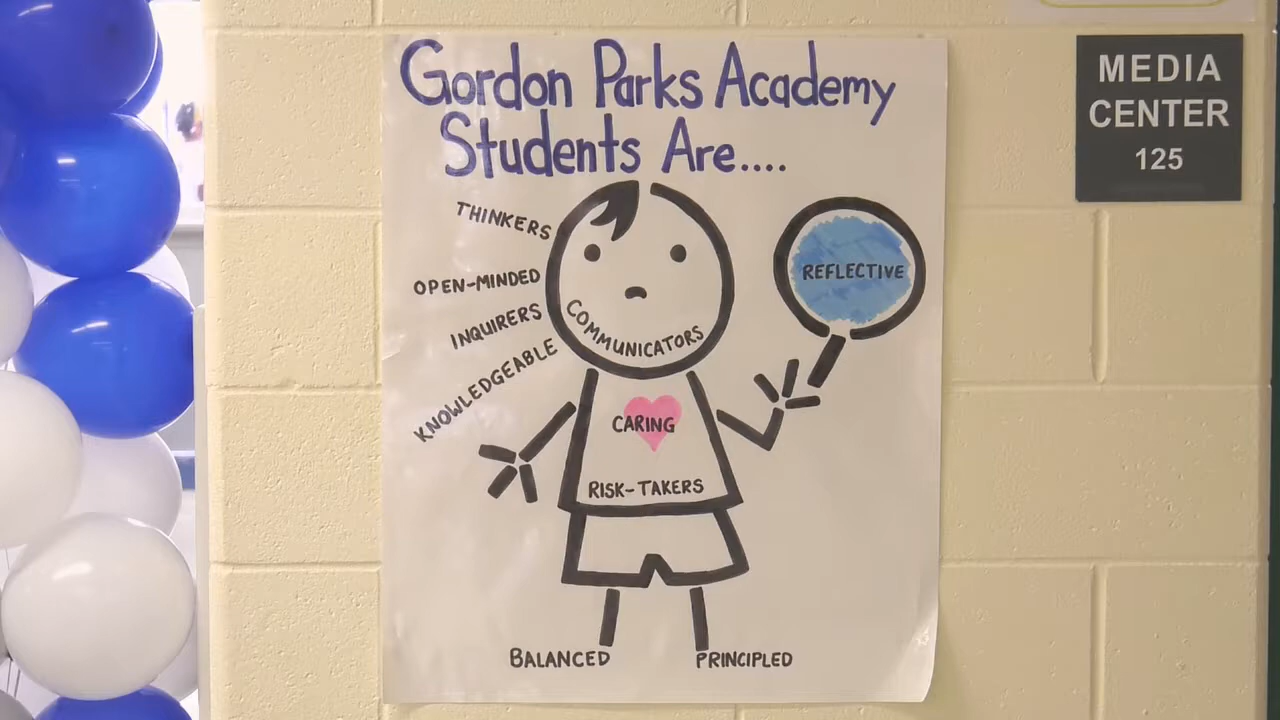 Gordon Parks Academy
Students Are....
THINKERS
OPEN-MINDED
INQUIRERS
KNOWLEDGEABLE
COMMUNICATORS
REFLECTIVE
CARING
RISK-TAKERS
BALANCED
PRINCIPLED
MEDIA
CENTER
125